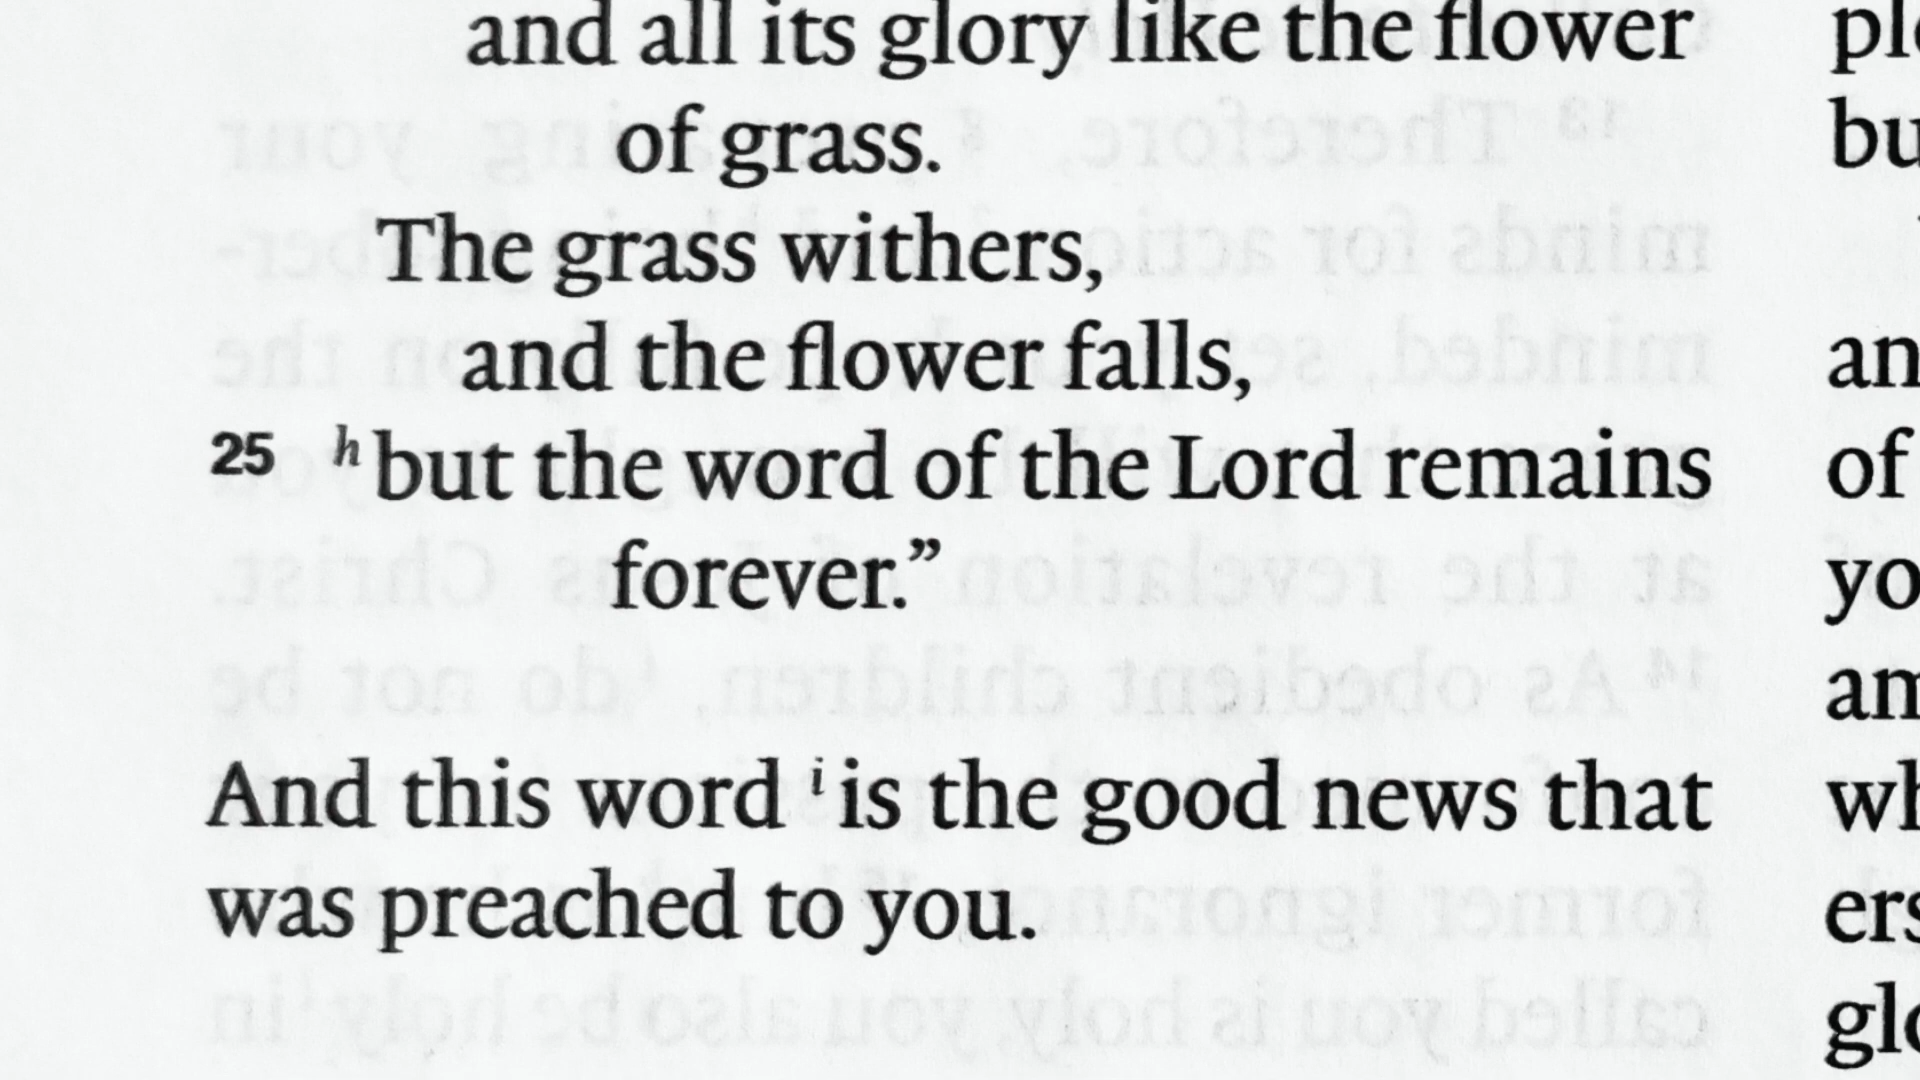 and all its glory like the flower
of grass.
The grass withers,
and the flower falls,
25 h but the word of the Lord remains
forever.”
And this word i is the good news that
was preached to you.